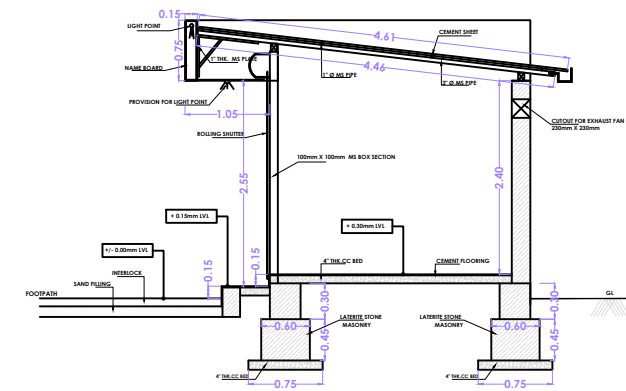 0.15
LIGHT POINT
0.75
4.61
CEMENT SHEET
1" THK. MS PLATE
4.46
NAME BOARD
1" Ø MS PIPE
2" Ø MS PIPE
PROVISION FOR LIGHT POINT
1.05
CUTOUT FOR EXHAUST FAN
230mm X 230mm
ROLLING SHUTTER
100mm X 100mm MS BOX SECTION
2.55
2.40
+ 0.15mm LVL
+ 0.30mm LVL
+/- 0.00mm LVL
0.15
0.15
4" THK.CC BED
CEMENT FLOORING
INTERLOCK
SAND FILLING
FOOTPATH
GL
0.30
0.30
LATERITE STONE
MASONRY
LATERITE STONE
MASONRY
0.60
0.60
0.45
0.45
4" THK.CC BED
4" THK.CC BED
0.75
0.75